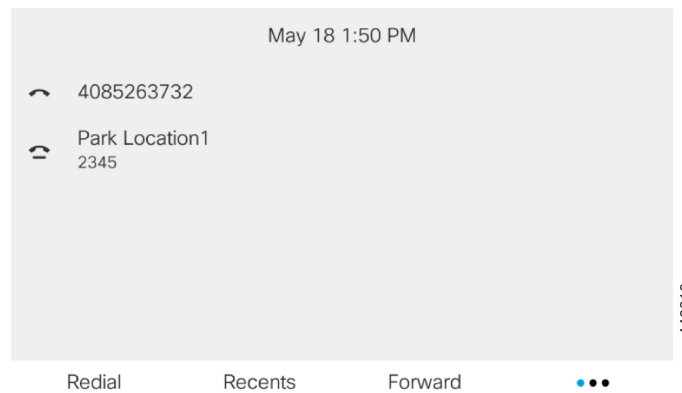 May 18 1:50 PM
4085263732
Park Location1
2345
Redial
Recents
Forward